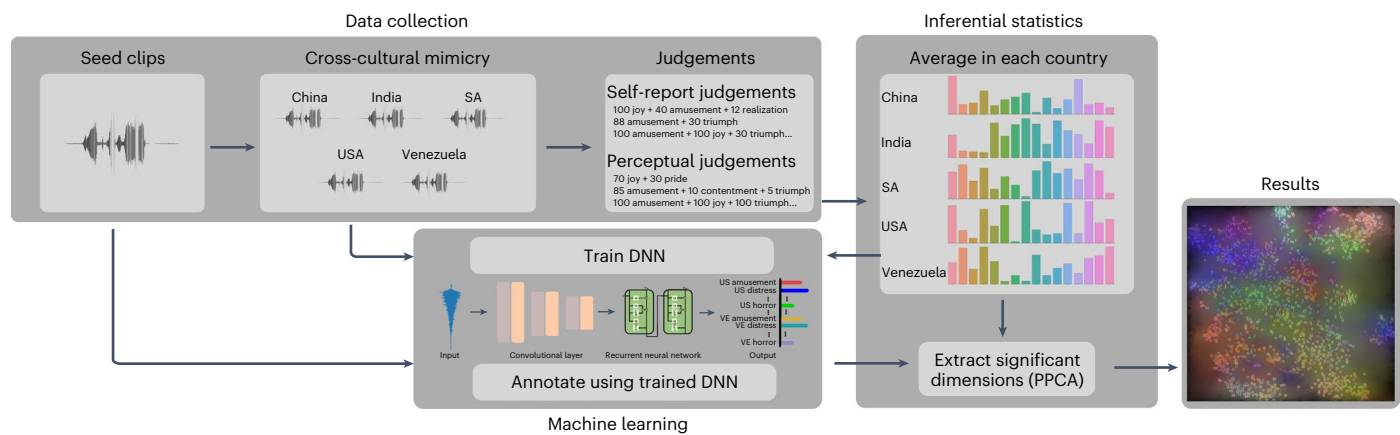 Data collection
Inferential statistics
Seed clips
Cross-cultural mimicry
Judgements
China
India
SA
USA
Venezuela
Self-report judgements
100 joy + 40 amusement + 12 realization
88 amusement + 30 triumph
100 amusement + 100 joy + 30 triumph...
Perceptual judgements
70 joy + 30 pride
85 amusement + 10 contentment + 5 triumph
100 amusement + 100 joy + 100 triumph...
Average in each country
China
India
SA
USA
Venezuela
Extract significant
dimensions (PPCA)
Results
Train DNN
Input
Convolutional layer
Recurrent neural network
US amusement
US distress
US horror
VE amusement
VE distress
VE horror
Output
Annotate using trained DNN
Machine learning